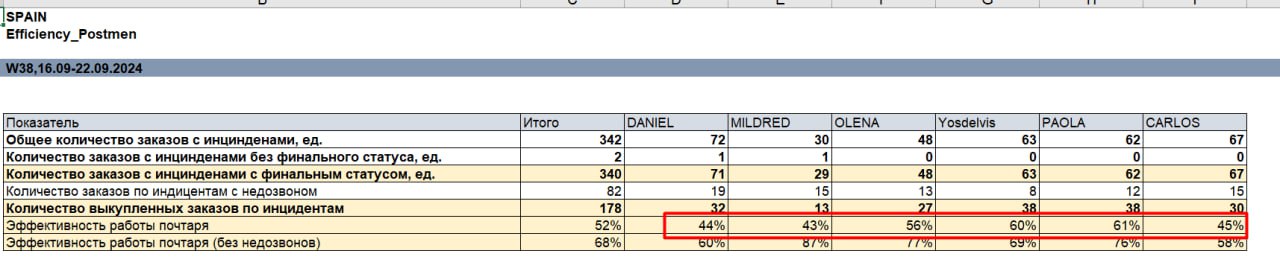 SPAIN
Efficiency_Postmen
W38,16.09-22.09.2024
Показатель Итого DANIEL MILDRED OLENA Yosdelvis PAOLA CARLOS
Общее количество заказов с инцинденами, ед. 342 72 30 48 63 62 67
Количество заказов с инцинденами без финального статуса, ед. 2 1 1 0 0 0 0
Количество заказов с инцинденами с финальным статусом, ед. 340 71 29 48 63 62 67
Количество заказов по индицентам с недозвоном 82 19 15 13 8 12 15
Количество выкупленных заказов по инцидентам 178 32 13 27 38 38 30
Эффективность работы почтаря 52% 44% 43% 56% 60% 61% 45%
Эффективность работы почтаря (без недозвонов) 68% 60% 87% 77% 69% 76% 58%